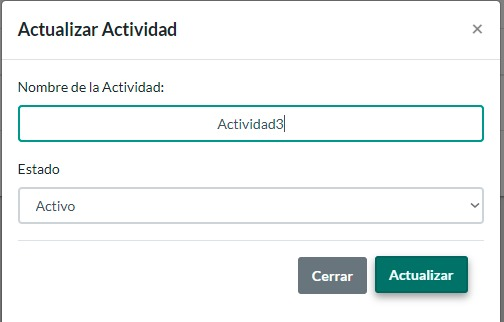 Actualizar Actividad ×
Nombre de la Actividad:
Actividad3
Estado
Activo
Cerrar Actualizar